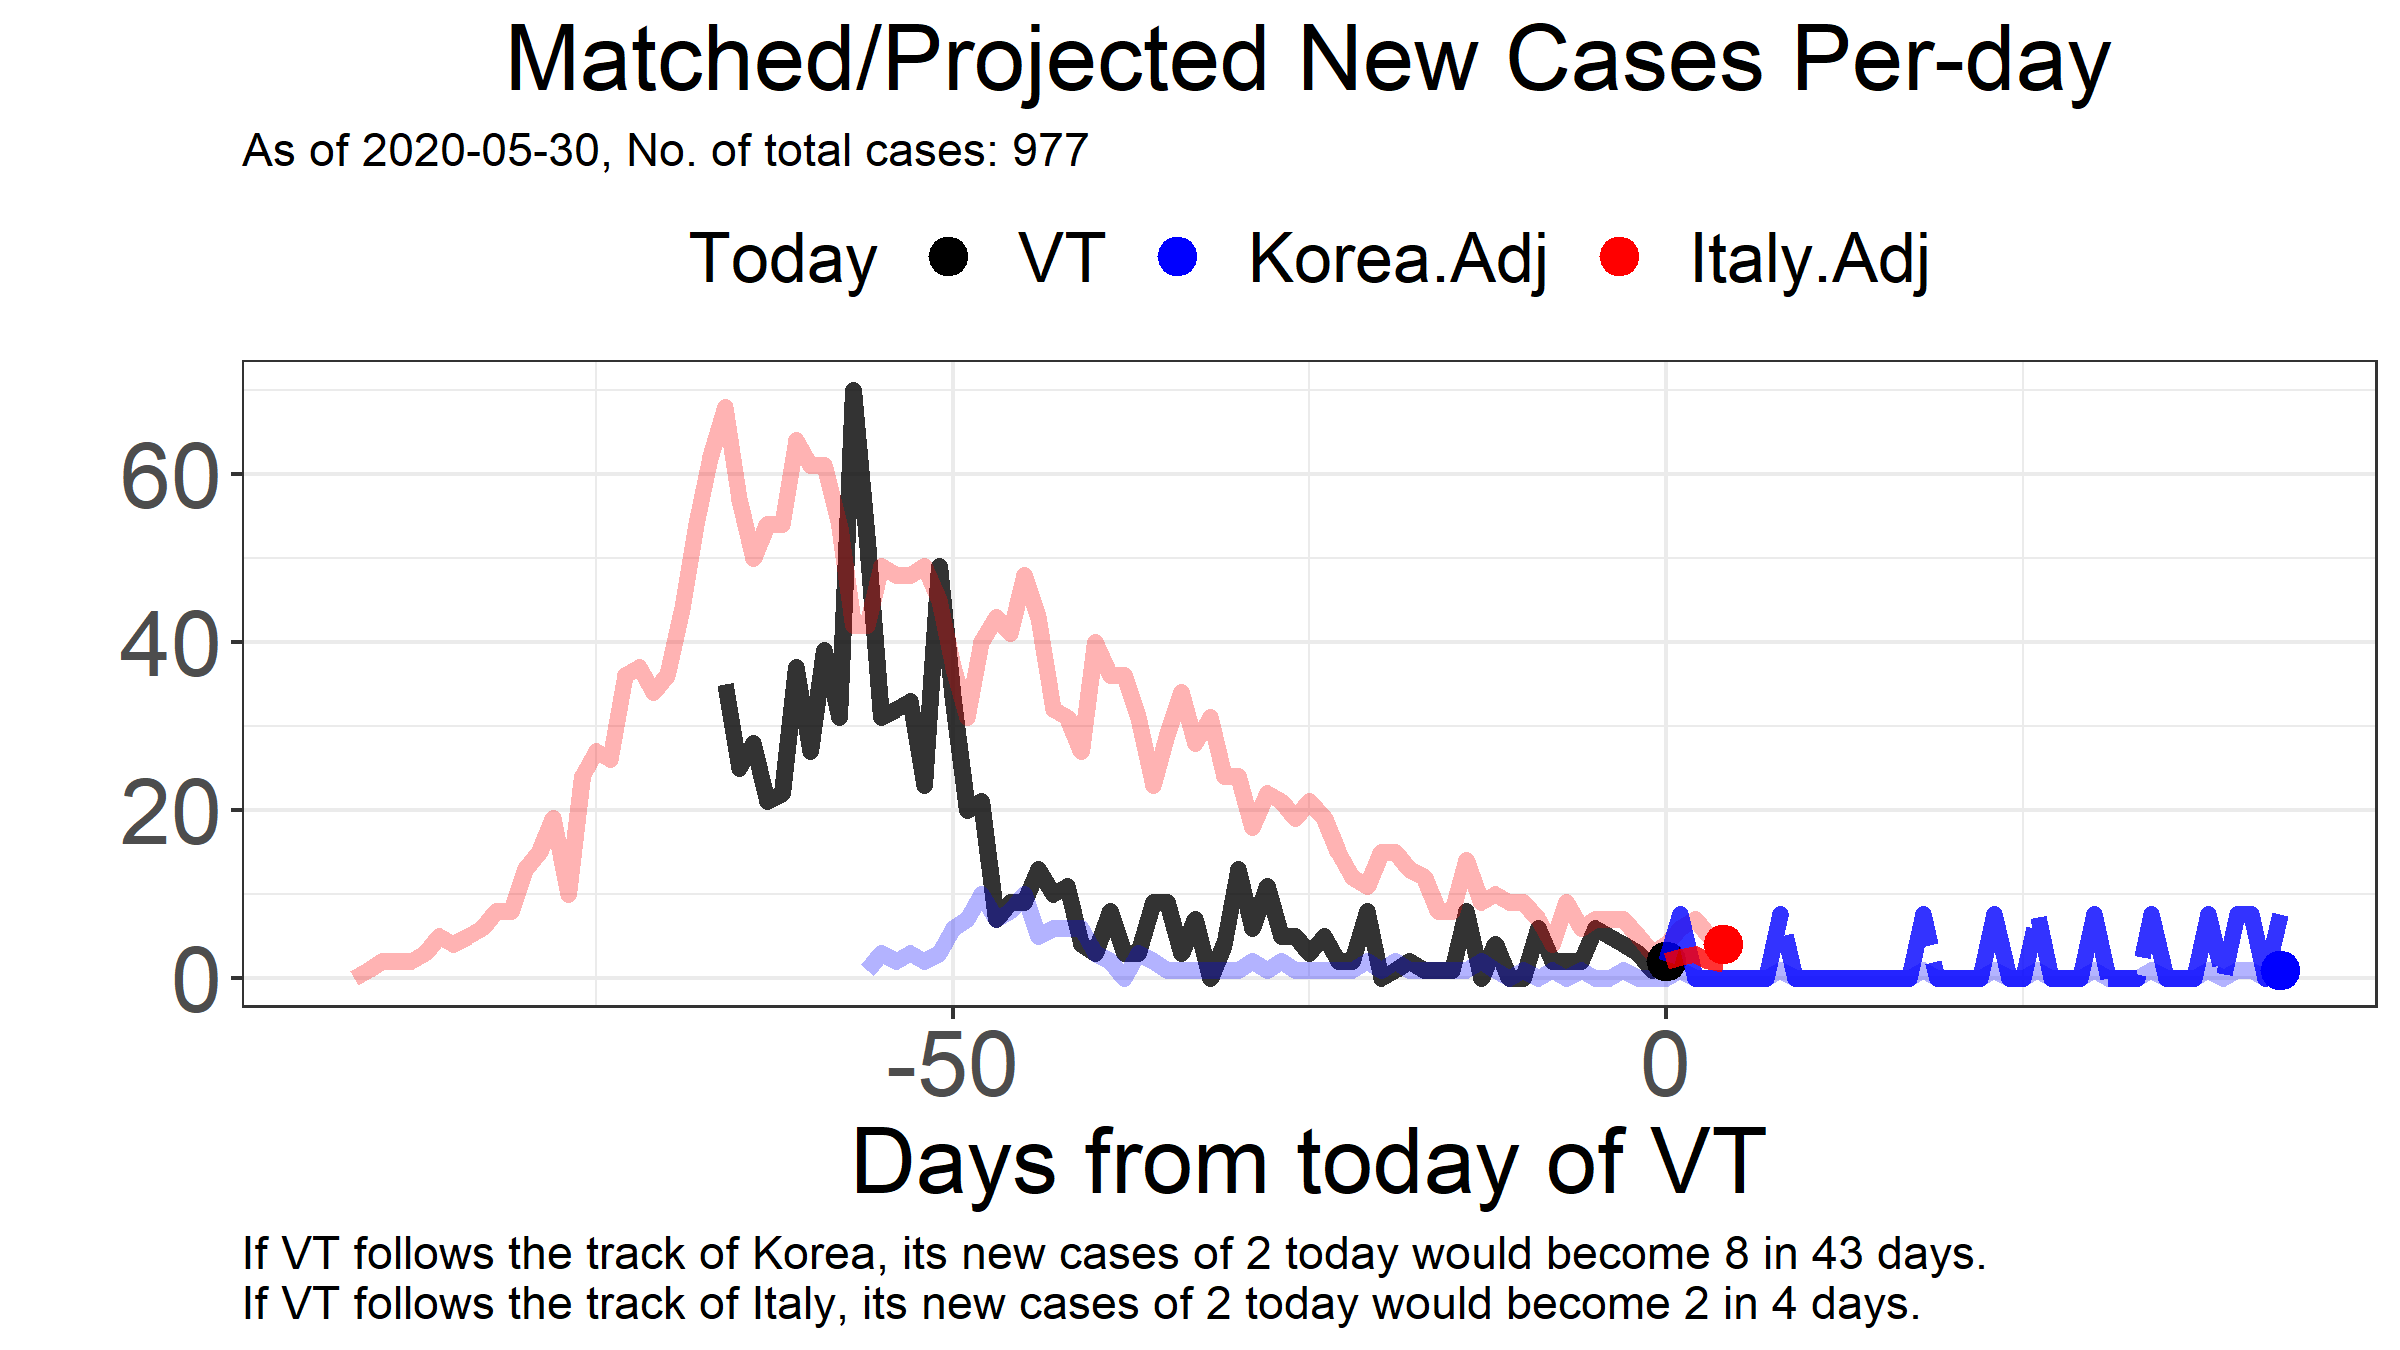 Matched/Projected New Cases Per-day
As of 2020-05-30, No. of total cases: 977
Today VT Korea.Adj Italy.Adj
60
40
20
0
-50 0
Days from today of VT
If VT follows the track of Korea, its new cases of 2 today would become 8 in 43 days.
If VT follows the track of Italy, its new cases of 2 today would become 2 in 4 days.